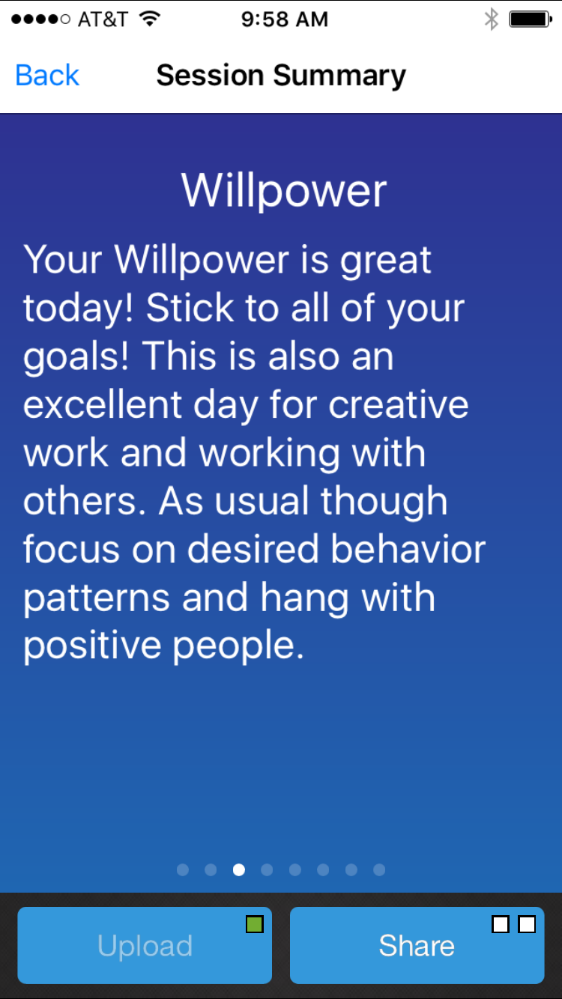 AT&T 9:58 AM
Back Session Summary
Willpower
Your Willpower is great
today! Stick to all of your
goals! This is also an
excellent day for creative
work and working with
others. As usual though
focus on desired behavior
patterns and hang with
positive people.
Upload Share